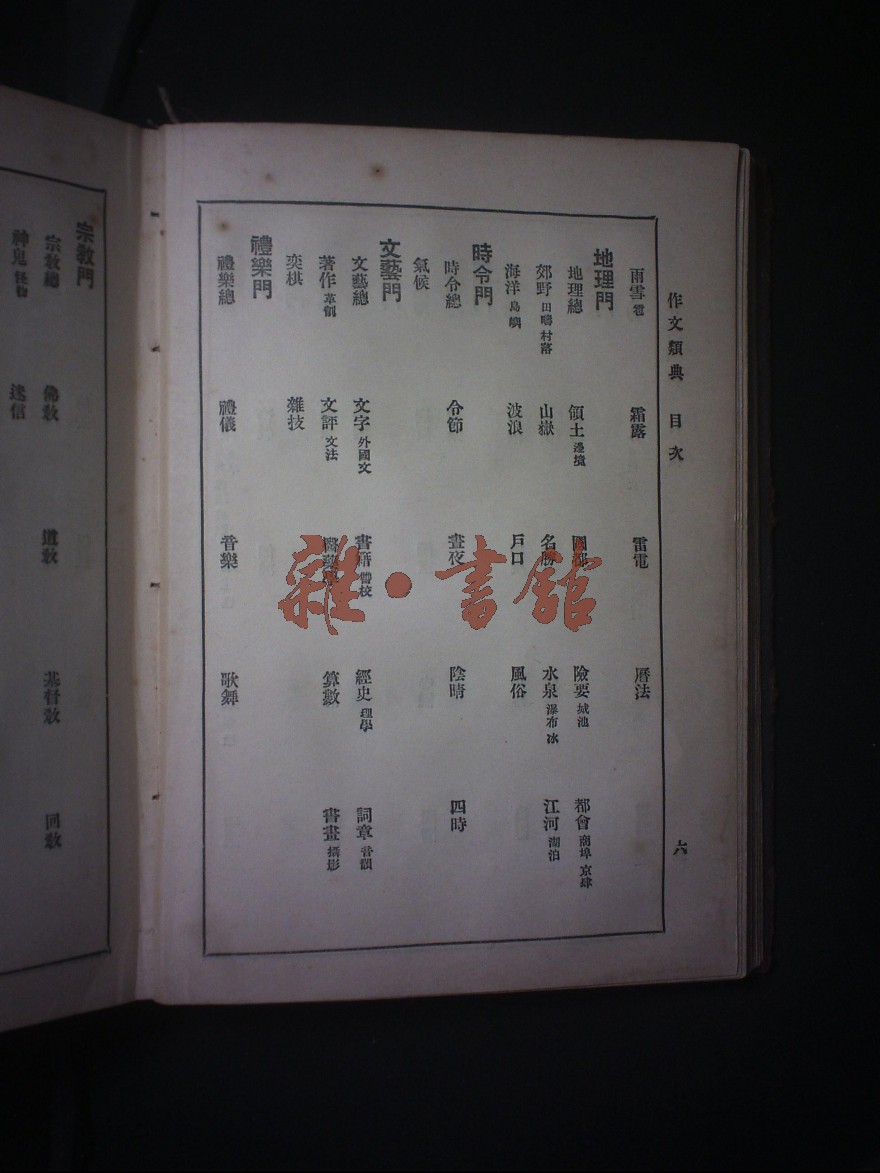 作文類典 目次 六
雨雪 雹 霜露 雷電 曆法
地理門
地理總 領土 邊境 國都 險要 城池 都會 商埠 京肆
郊野 田疇 村落 山嶽 名勝 水泉 瀑布 冰 江河 湖泊
海洋 島嶼 波浪 戶口 風俗
時令門
時令總 令節 晝夜 陰晴 四時
氣候
文藝門
文藝總 文字 外國文 書籍 讐校 經史 理學 詞章 音韻
著作 革創 文評 文法 算數 書畫 攝影
奕棋 雜技
禮樂門
禮樂總 禮儀 音樂 歌舞
宗教門
宗教總 佛教 道教 基督教 回教
神鬼 怪物 迷信
雜·書館